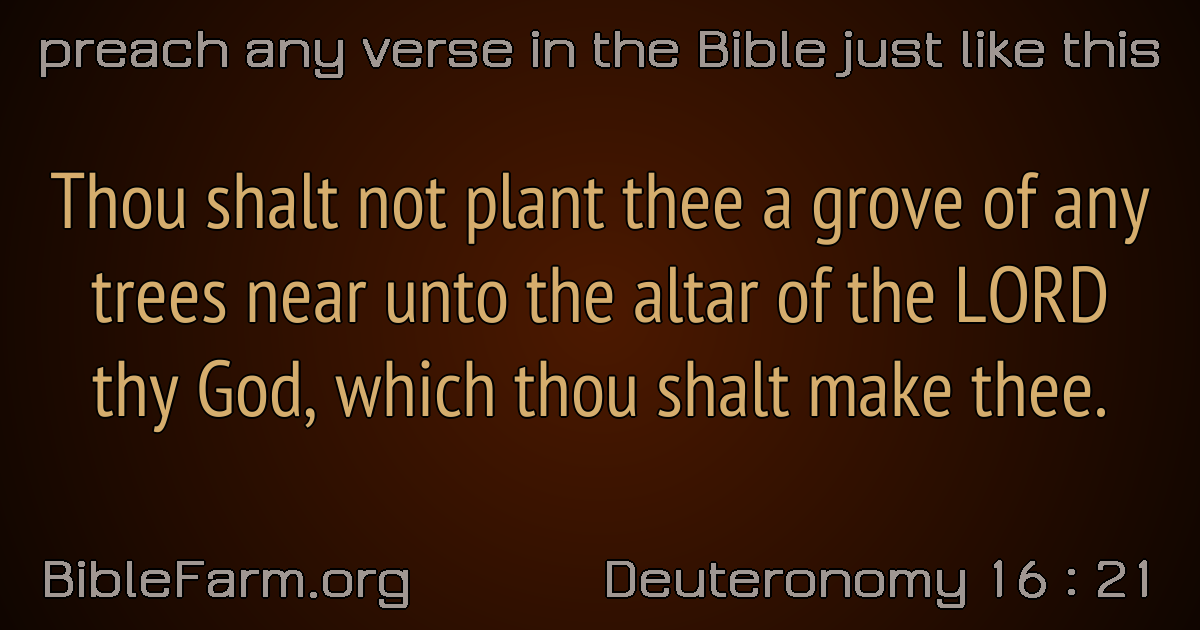 preach any verse in the Bible just like this
Thou shalt not plant thee a grove of any
trees near unto the altar of the LORD
thy God, which thou shalt make thee.
BibleFarm.org
Deuteronomy 16 : 21